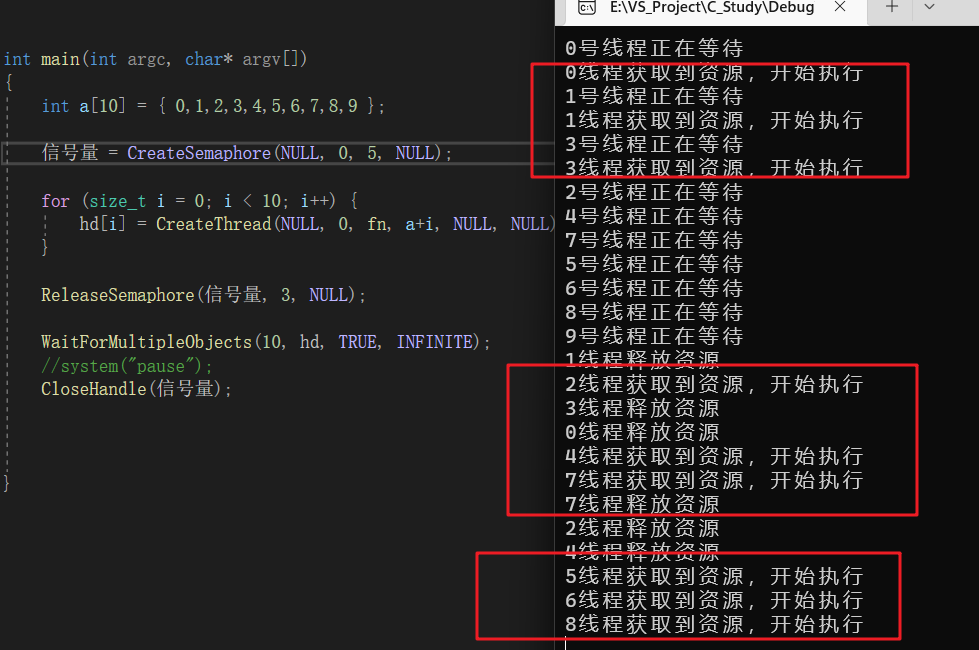 int main(int argc, char* argv[])
{
int a[10] = { 0,1,2,3,4,5,6,7,8,9 };
信号量 = CreateSemaphore(NULL, 0, 5, NULL);
for (size_t i = 0; i < 10; i++) {
hd[i] = CreateThread(NULL, 0, fn, a+i, NULL, NULL)
}
ReleaseSemaphore(信号量, 3, NULL);
WaitForMultipleObjects(10, hd, TRUE, INFINITE);
//system("pause");
CloseHandle(信号量);
}
E:\VS_Project\C_Study\Debug
0号线程正在等待
0线程获取到资源，开始执行
1号线程正在等待
1线程获取到资源，开始执行
3号线程正在等待
3线程获取到资源，开始执行
2号线程正在等待
4号线程正在等待
7号线程正在等待
5号线程正在等待
6号线程正在等待
8号线程正在等待
9号线程正在等待
1线程释放资源
2线程获取到资源，开始执行
3线程释放资源
0线程释放资源
4线程获取到资源，开始执行
7线程获取到资源，开始执行
7线程释放资源
2线程释放资源
4线程释放资源
5线程获取到资源，开始执行
6线程获取到资源，开始执行
8线程获取到资源，开始执行